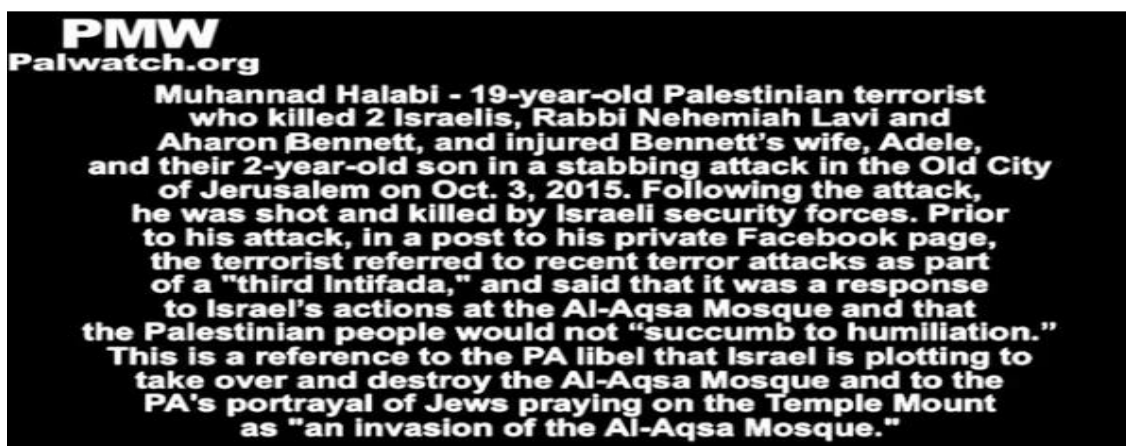 PMW
Palwatch.org
Muhannad Halabi - 19-year-old Palestinian terrorist
who killed 2 Israelis, Rabbi Nehemiah Lavi and
Aharon Bennett, and injured Bennett's wife, Adele,
and their 2-year-old son in a stabbing attack in the Old City
of Jerusalem on Oct. 3, 2015. Following the attack,
he was shot and killed by Israeli security forces. Prior
to his attack, in a post to his private Facebook page,
the terrorist referred to recent terror attacks as part
of a "third Intifada," and said that it was a response
to Israel's actions at the Al-Aqsa Mosque and that
the Palestinian people would not “succumb to humiliation.”
This is a reference to the PA libel that Israel is plotting to
take over and destroy the Al-Aqsa Mosque and to the
PA's portrayal of Jews praying on the Temple Mount
as "an invasion of the Al-Aqsa Mosque."